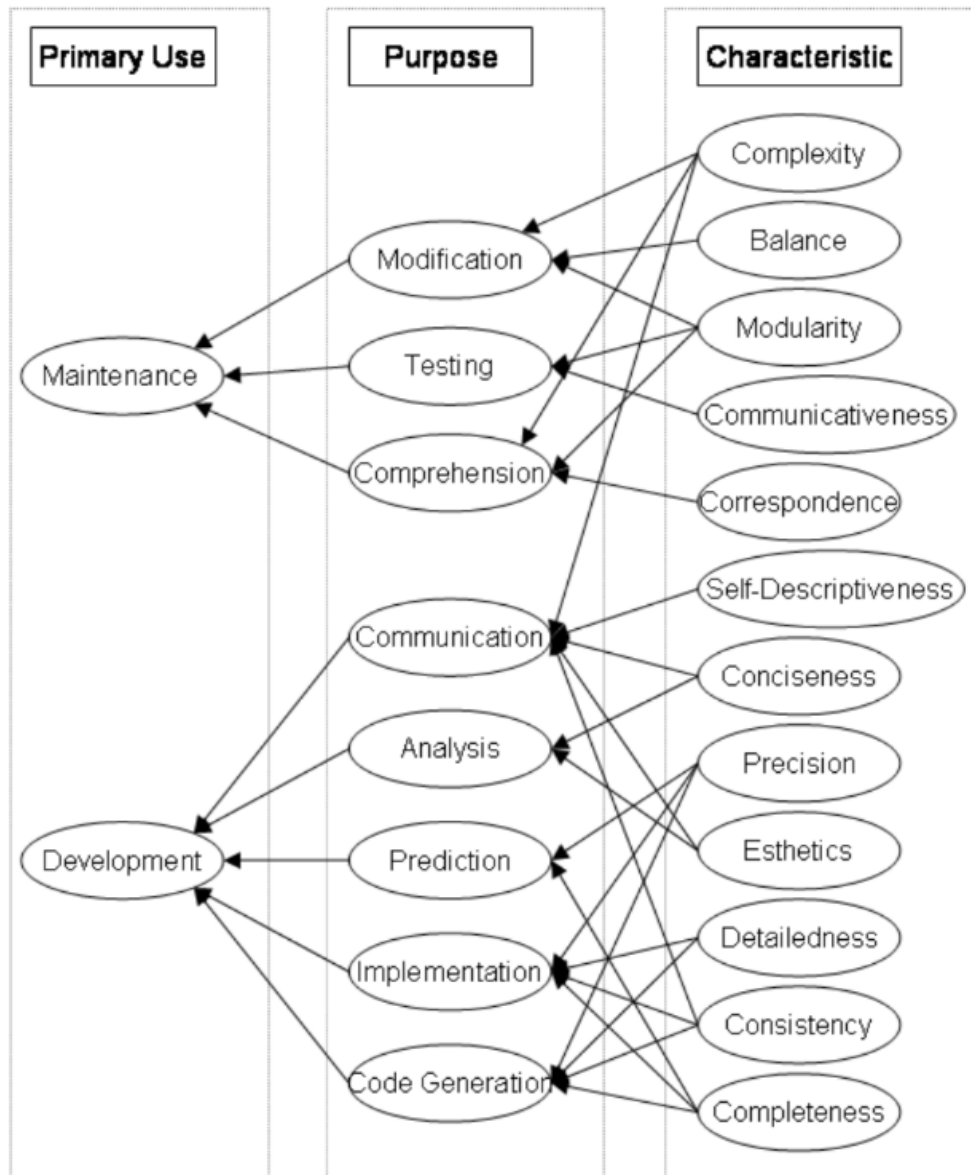 Primary Use
Purpose
Characteristic
Complexity
Balance
Modification
Modularity
Testing
Maintenance
Communicativeness
Comprehension
Correspondence
Self-Descriptiveness
Communication
Conciseness
Analysis
Precision
Development
Prediction
Esthetics
Detailedness
Implementation
Consistency
Code Generation
Completeness